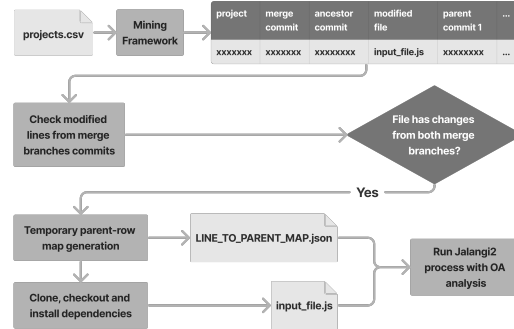 projects.csv
Mining
Framework
project merge commit ancestor commit modified file parent commit 1 ...
xxxxxxx xxxxxxx xxxxxxxx input_file.js xxxxxxxx ...
Check modified
lines from merge
branches commits
File has changes
from both merge
branches?
Yes
Temporary parent-row
map generation
LINE_TO_PARENT_MAP.json
Run Jalangi2
process with OA
analysis
Clone, checkout and
install dependencies
input_file.js